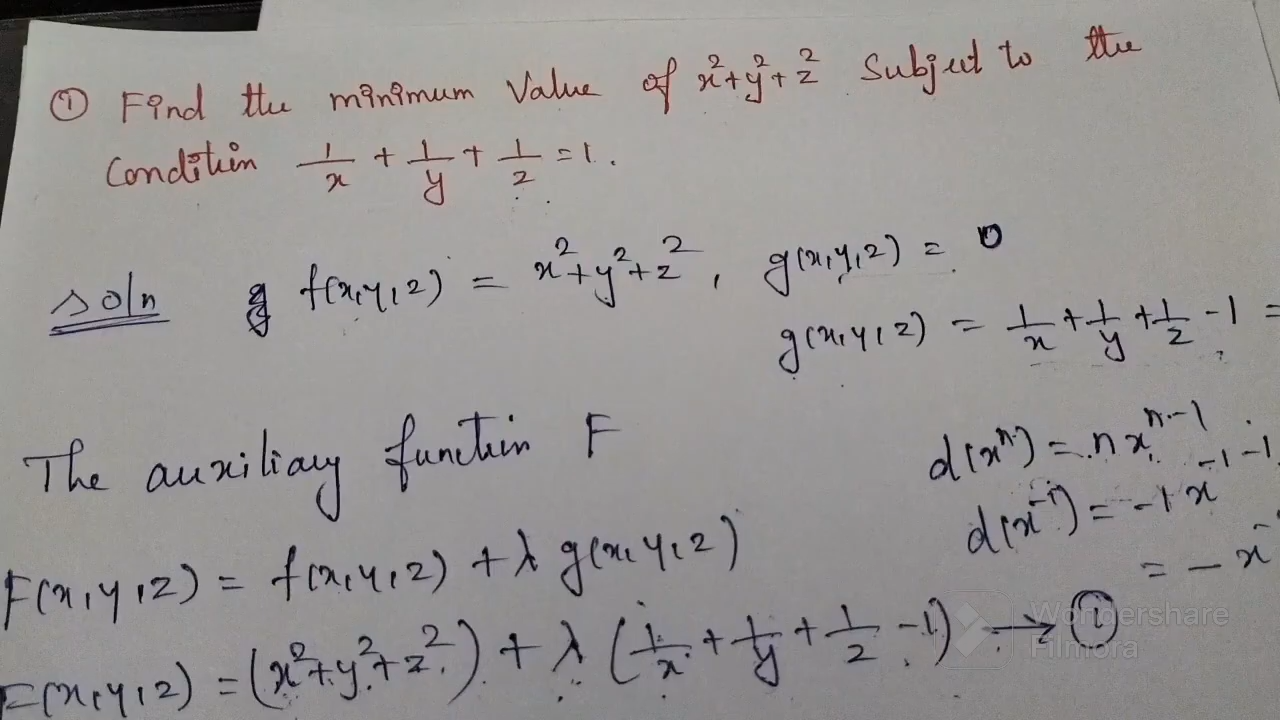 ① Find the minimum Value of x²+y²+z² Subject to the
Condition 1/x + 1/y + 1/z = 1.
soln f(x,y,z) = x²+y²+z², g(x,y,z) = 0
g(x,y,z) = 1/x + 1/y + 1/z - 1 =
The auxiliary function F
d(xⁿ) = n xⁿ⁻¹
d(x⁻¹) = -1 x⁻¹⁻¹
= - x⁻
F(x,y,z) = f(x,y,z) + λ g(x,y,z)
F(x,y,z) = (x²+y²+z²) + λ (1/x + 1/y + 1/z - 1) → ①
Wondershare
Filmora